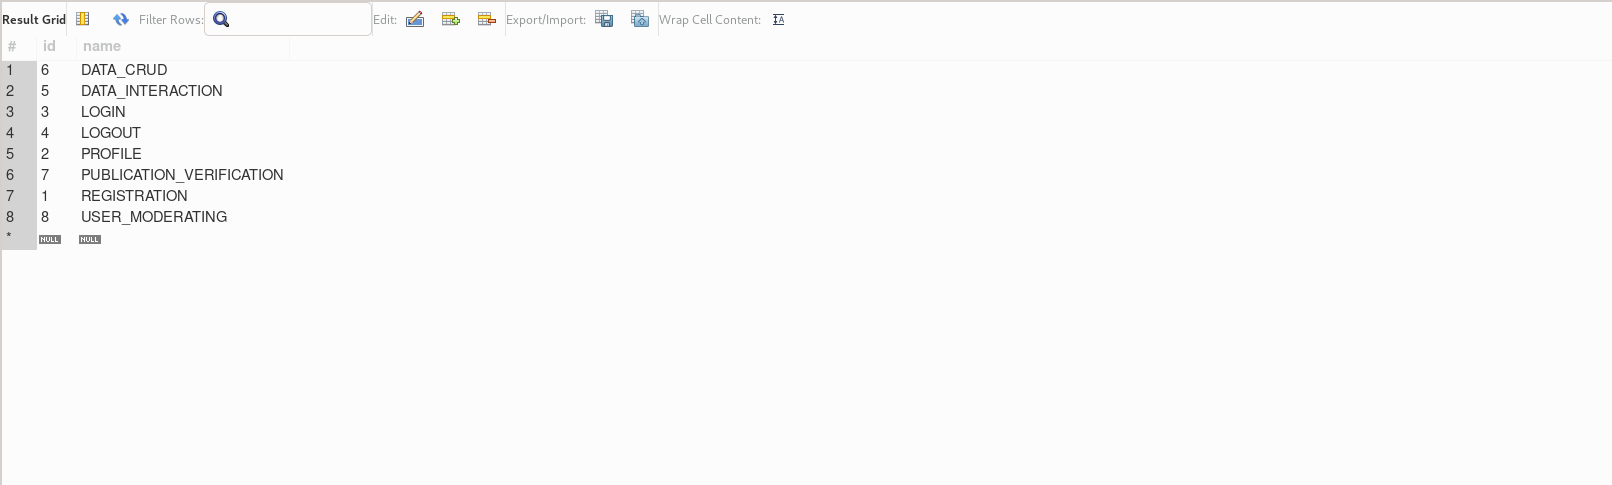 Result Grid Filter Rows: Edit: Export/Import: Wrap Cell Content:
# id name
1 6 DATA_CRUD
2 5 DATA_INTERACTION
3 3 LOGIN
4 4 LOGOUT
5 2 PROFILE
6 7 PUBLICATION_VERIFICATION
7 1 REGISTRATION
8 8 USER_MODERATING
* NULL NULL